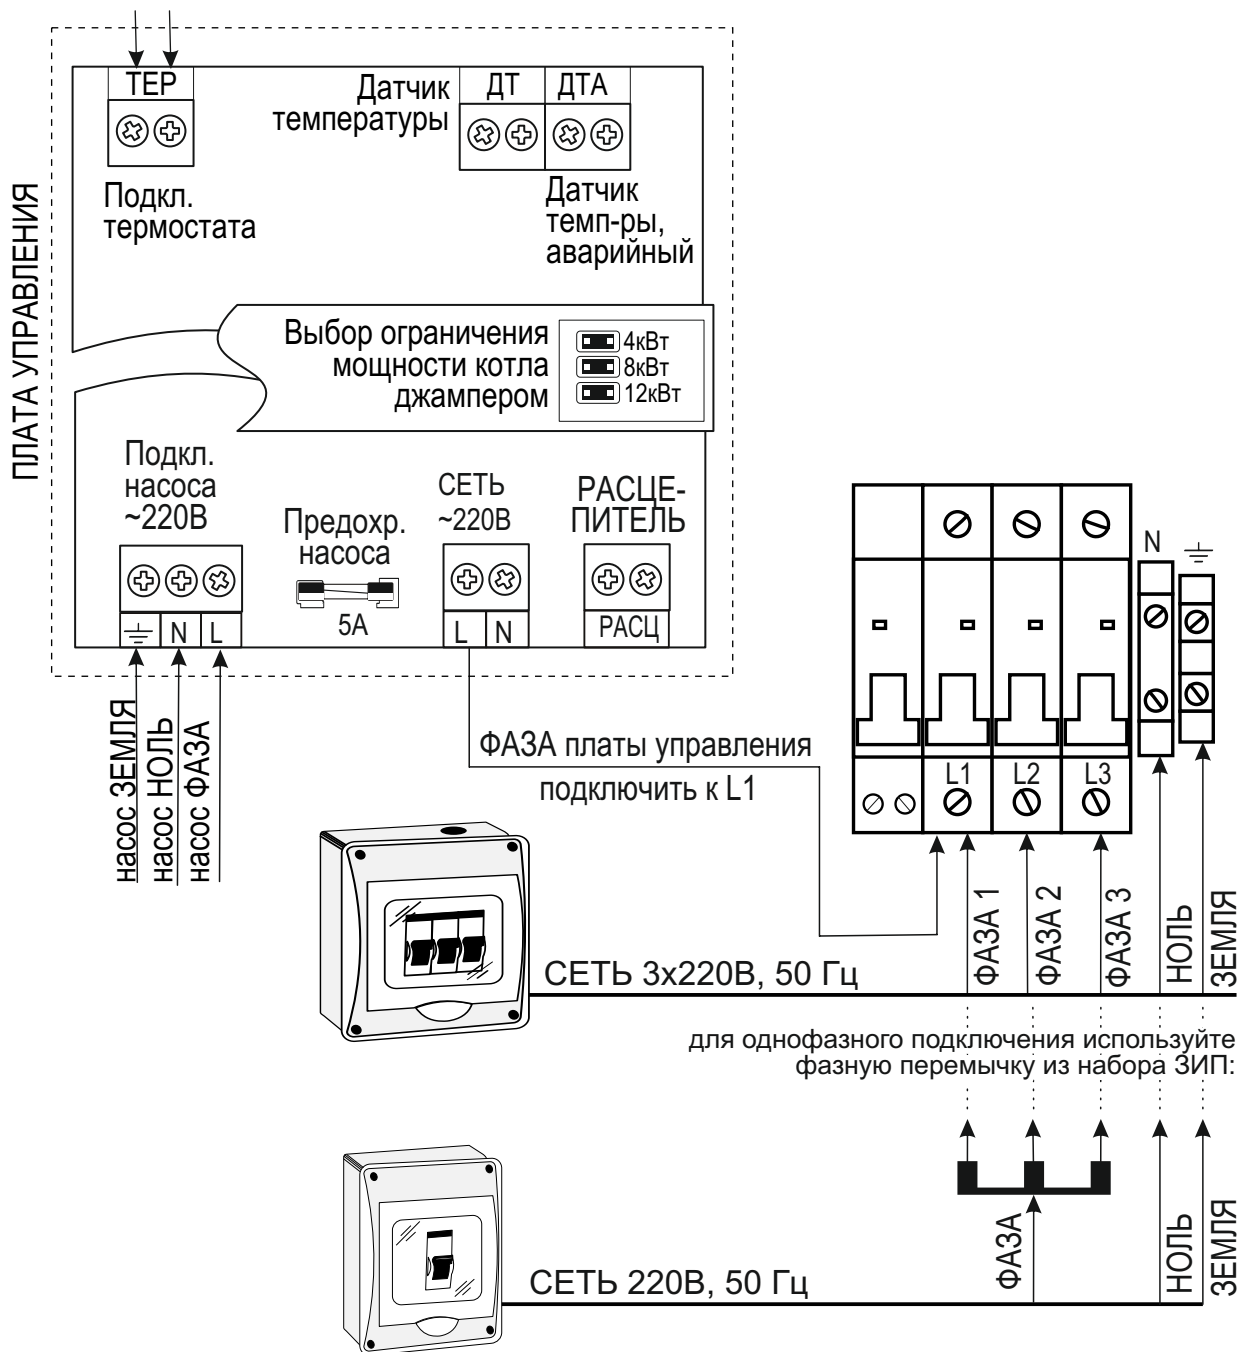 ТЕР
Датчик
температуры
ДТ
ДТА
Подкл.
термостата
Датчик
темп-ры,
аварийный
ПЛАТА УПРАВЛЕНИЯ
Выбор ограничения
мощности котла
джампером
4кВт
8кВт
12кВт
Подкл.
насоса
~220В
Предохр.
насоса
5А
СЕТЬ
~220В
РАСЦЕ-
ПИТЕЛЬ
N
L
L
N
РАСЦ
насос ЗЕМЛЯ
насос НОЛЬ
насос ФАЗА
ФАЗА платы управления
подключить к L1
N
L1
L2
L3
ФАЗА 1
ФАЗА 2
ФАЗА 3
НОЛЬ
ЗЕМЛЯ
СЕТЬ 3х220В, 50 Гц
для однофазного подключения используйте
фазную перемычку из набора ЗИП:
ФАЗА
НОЛЬ
ЗЕМЛЯ
СЕТЬ 220В, 50 Гц